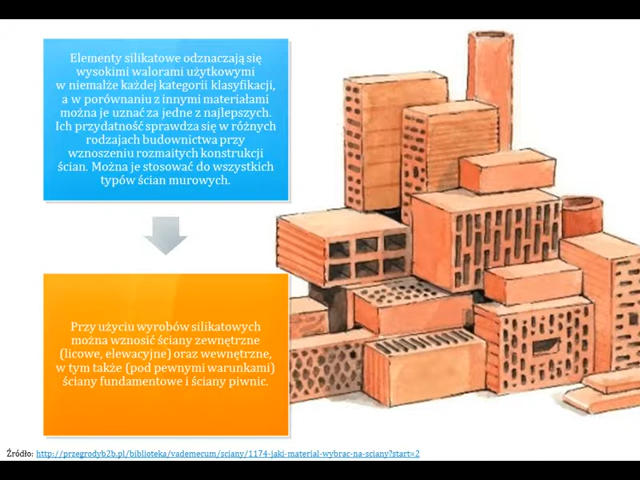 Elementy silikatowe odznaczają się
wysokimi walorami użytkowymi
w niemalże każdej kategorii klasyfikacji,
a w porównaniu z innymi materiałami
można je uznać za jedne z najlepszych.
Ich przydatność sprawdza się w różnych
rodzajach budownictwa przy
wznoszeniu rozmaitych konstrukcji
ścian. Można je stosować do wszystkich
typów ścian murowych.
Przy użyciu wyrobów silikatowych
można wznosić ściany zewnętrzne
(licowe, elewacyjne) oraz wewnętrzne,
w tym także (pod pewnymi warunkami)
ściany fundamentowe i ściany piwnic.
Źródło: http://przegrodyb2b.pl/biblioteka/vademecum/sciany/1174-jaki-material-wybrac-na-sciany?start=2